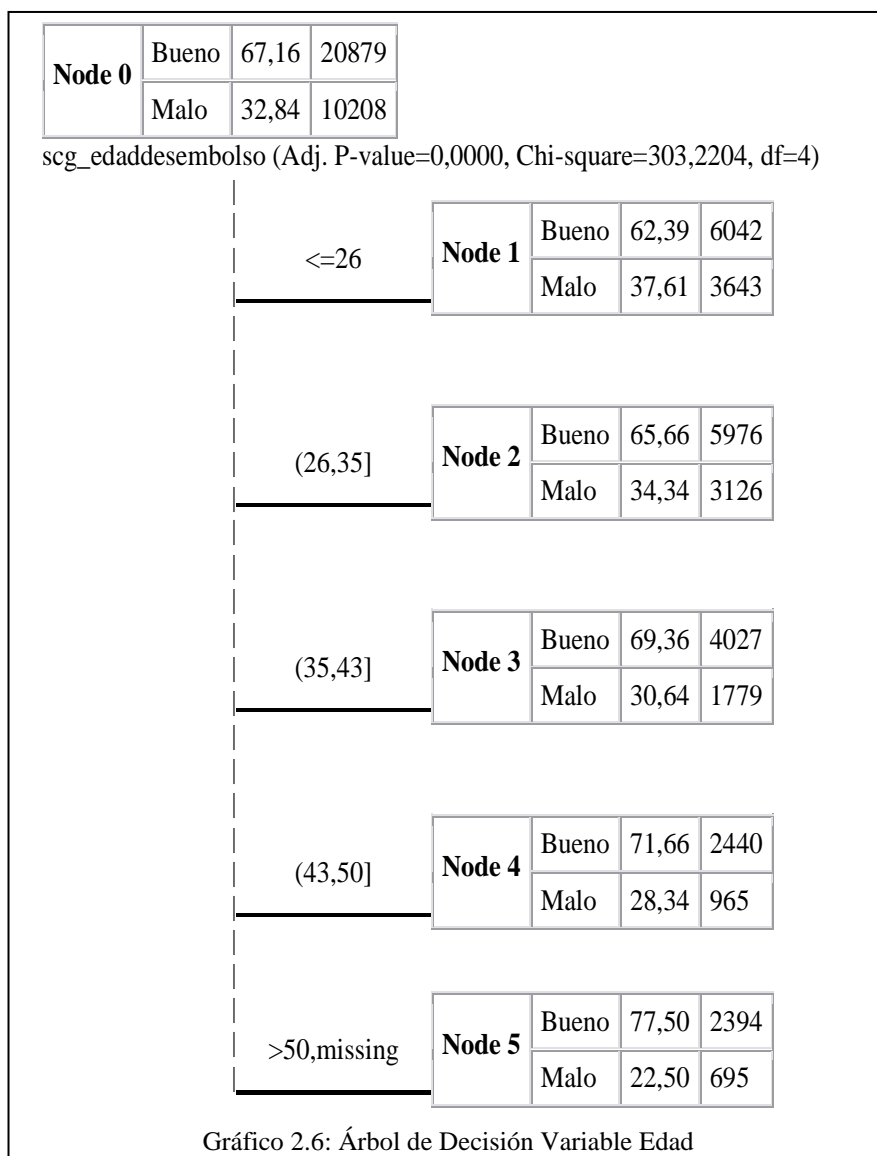 Node 0 Bueno 67,16 20879
Malo 32,84 10208
scg_edaddesembolso (Adj. P-value=0,0000, Chi-square=303,2204, df=4)
<=26 Node 1 Bueno 62,39 6042
Malo 37,61 3643
(26,35] Node 2 Bueno 65,66 5976
Malo 34,34 3126
(35,43] Node 3 Bueno 69,36 4027
Malo 30,64 1779
(43,50] Node 4 Bueno 71,66 2440
Malo 28,34 965
>50,missing Node 5 Bueno 77,50 2394
Malo 22,50 695
Gráfico 2.6: Árbol de Decisión Variable Edad